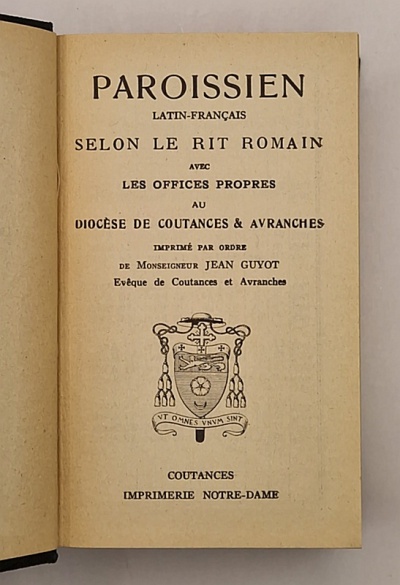 PAROISSIEN
LATIN-FRANÇAIS
SELON LE RIT ROMAIN
AVEC
LES OFFICES PROPRES
AU
DIOCÈSE DE COUTANCES & AVRANCHES
IMPRIMÉ PAR ORDRE
DE MONSEIGNEUR JEAN GUYOT
Evêque de Coutances et Avranches
VT OMNES VNVM SINT
COUTANCES
IMPRIMERIE NOTRE-DAME